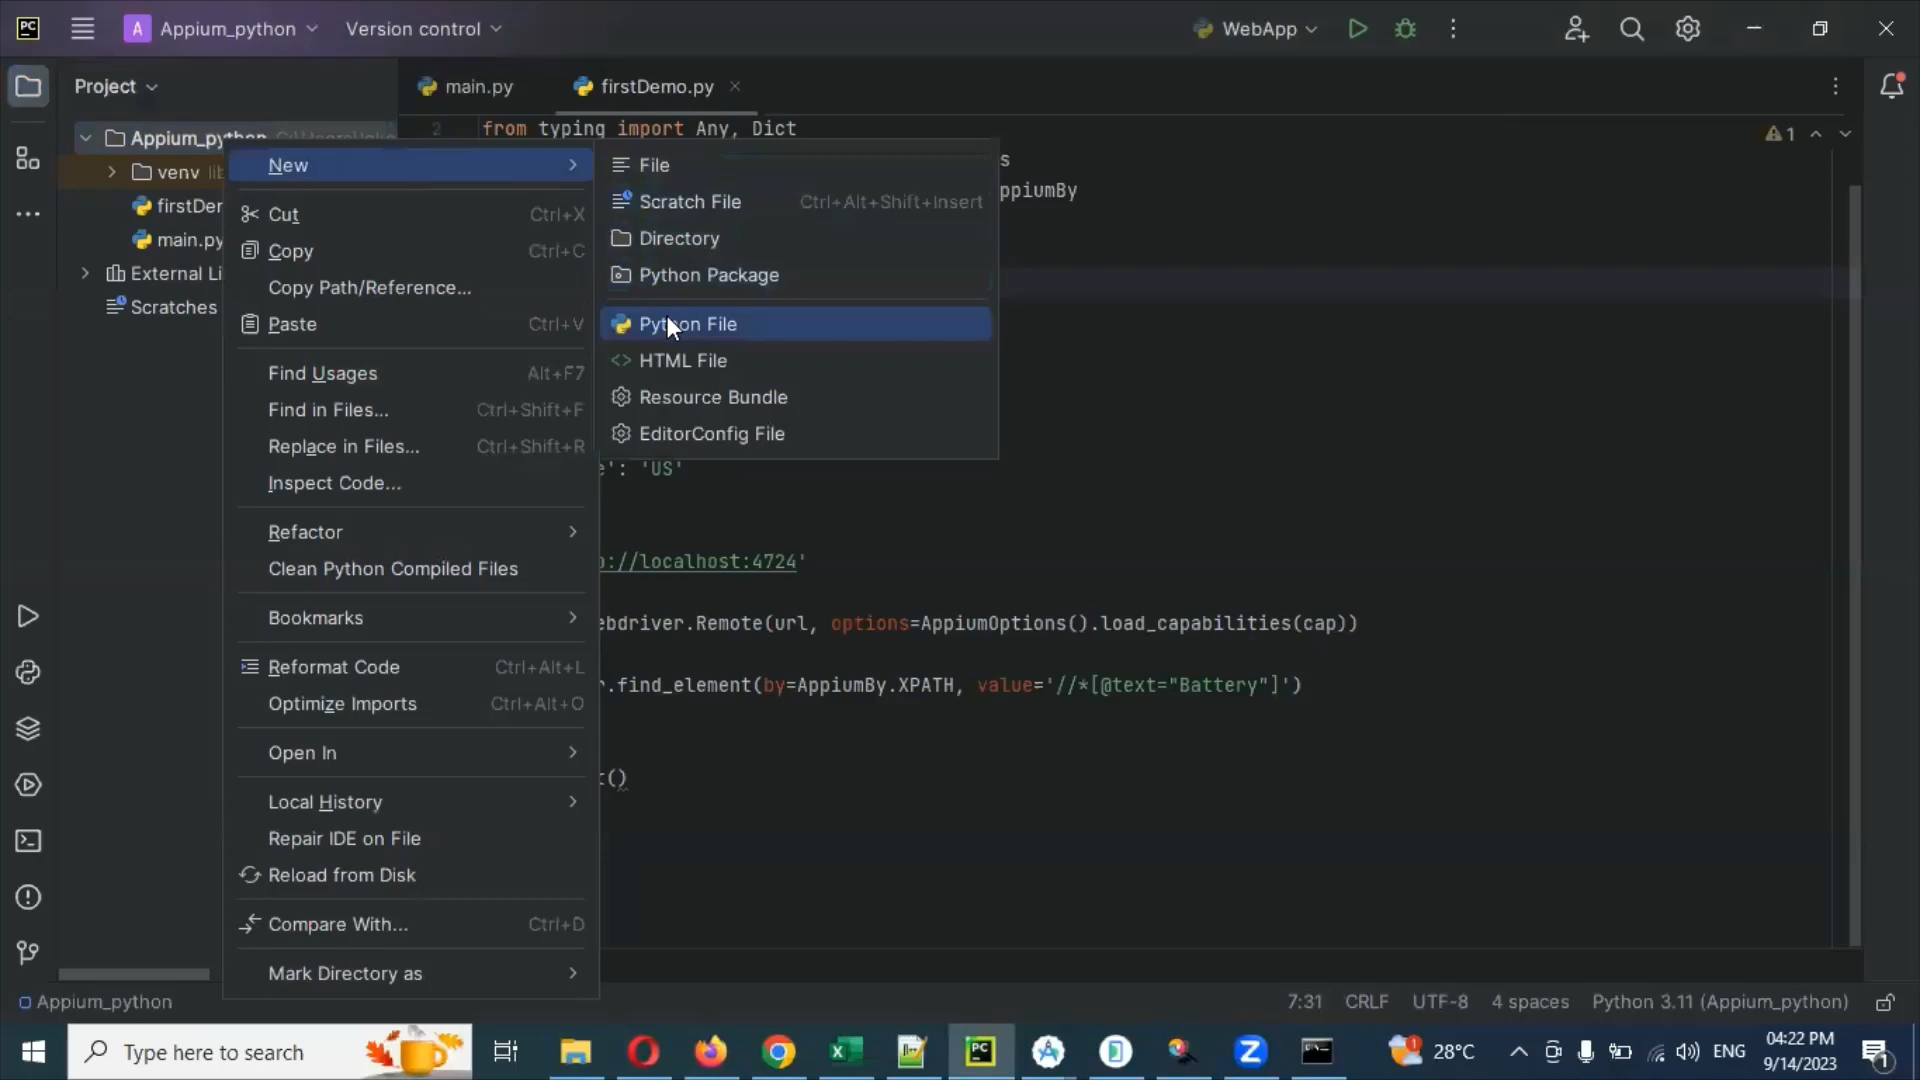 PC
A
Appium_python
Version control
WebApp
Project
main.py
firstDemo.py
Appium_python
venv
firstDem
main.py
External Li
Scratches
New
Cut Ctrl+X
Copy Ctrl+C
Copy Path/Reference...
Paste Ctrl+V
Find Usages Alt+F7
Find in Files... Ctrl+Shift+F
Replace in Files... Ctrl+Shift+R
Inspect Code...
Refactor
Clean Python Compiled Files
Bookmarks
Reformat Code Ctrl+Alt+L
Optimize Imports Ctrl+Alt+O
Open In
Local History
Repair IDE on File
Reload from Disk
Compare With... Ctrl+D
Mark Directory as
File
Scratch File Ctrl+Alt+Shift+Insert
Directory
Python Package
Python File
HTML File
Resource Bundle
EditorConfig File
2 from typing import Any, Dict
s
ppiumBy
1
e': 'US'
p://localhost:4724'
ebdriver.Remote(url, options=AppiumOptions().load_capabilities(cap))
r.find_element(by=AppiumBy.XPATH, value='//*[@text="Battery"]')
t()
Appium_python
7:31 CRLF UTF-8 4 spaces Python 3.11 (Appium_python)
Type here to search
PC
28°C
ENG
04:22 PM
9/14/2023
1